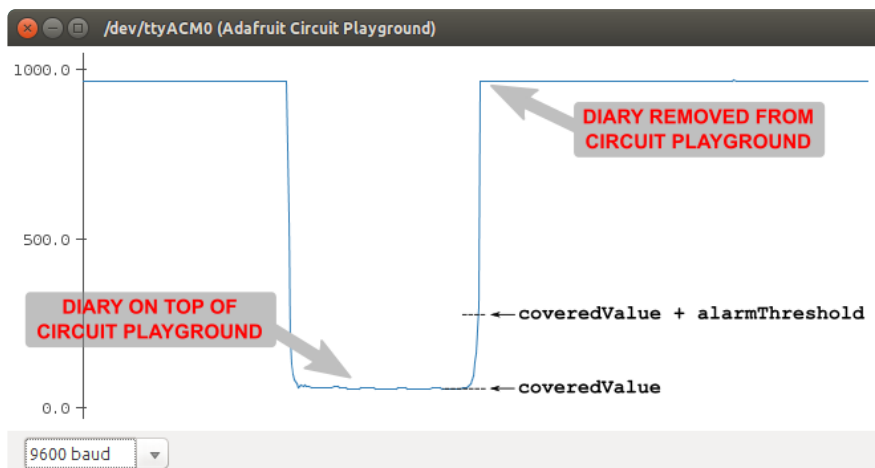 /dev/ttyACM0 (Adafruit Circuit Playground)
1000.0
DIARY REMOVED FROM
CIRCUIT PLAYGROUND
500.0
DIARY ON TOP OF
CIRCUIT PLAYGROUND
coveredValue + alarmThreshold
coveredValue
0.0
9600 baud